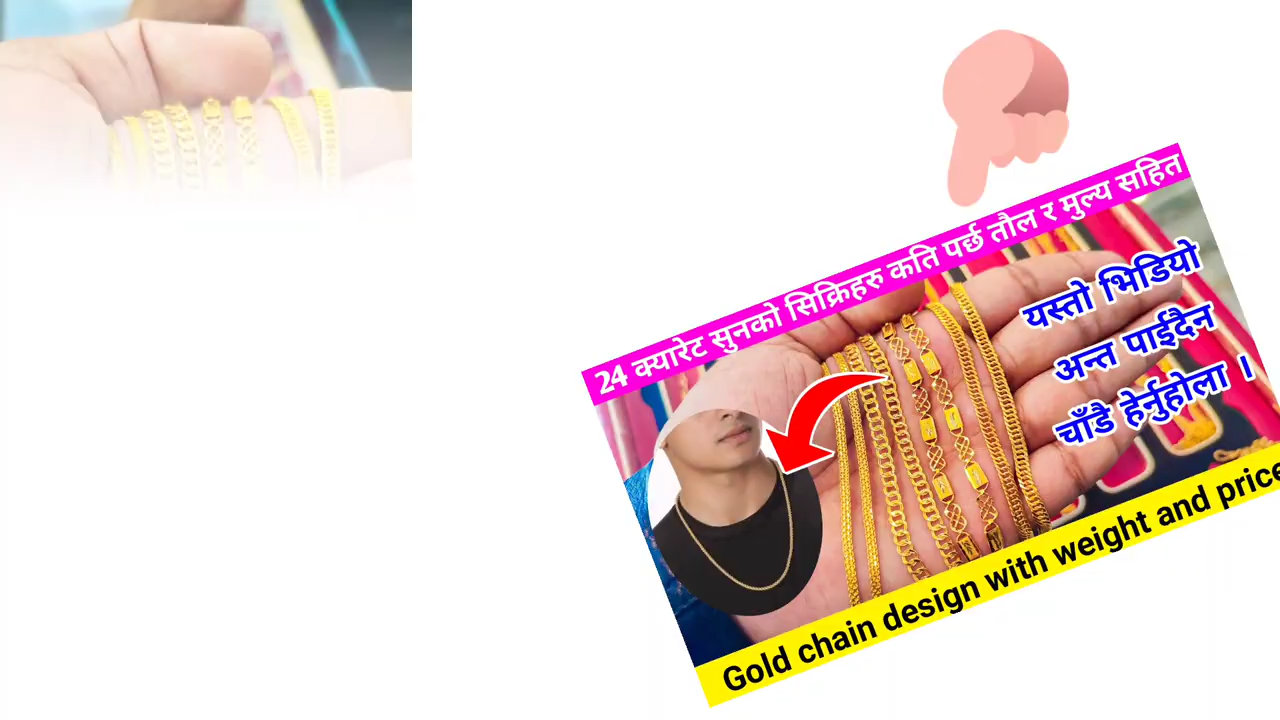 24 क्यारेट सुनको सिक्रिहरु कति पर्छ तौल र मुल्य सहित
यस्तो भिडियो
अन्त पाईदैन
चाँडै हेर्नुहोला ।
Gold chain design with weight and price